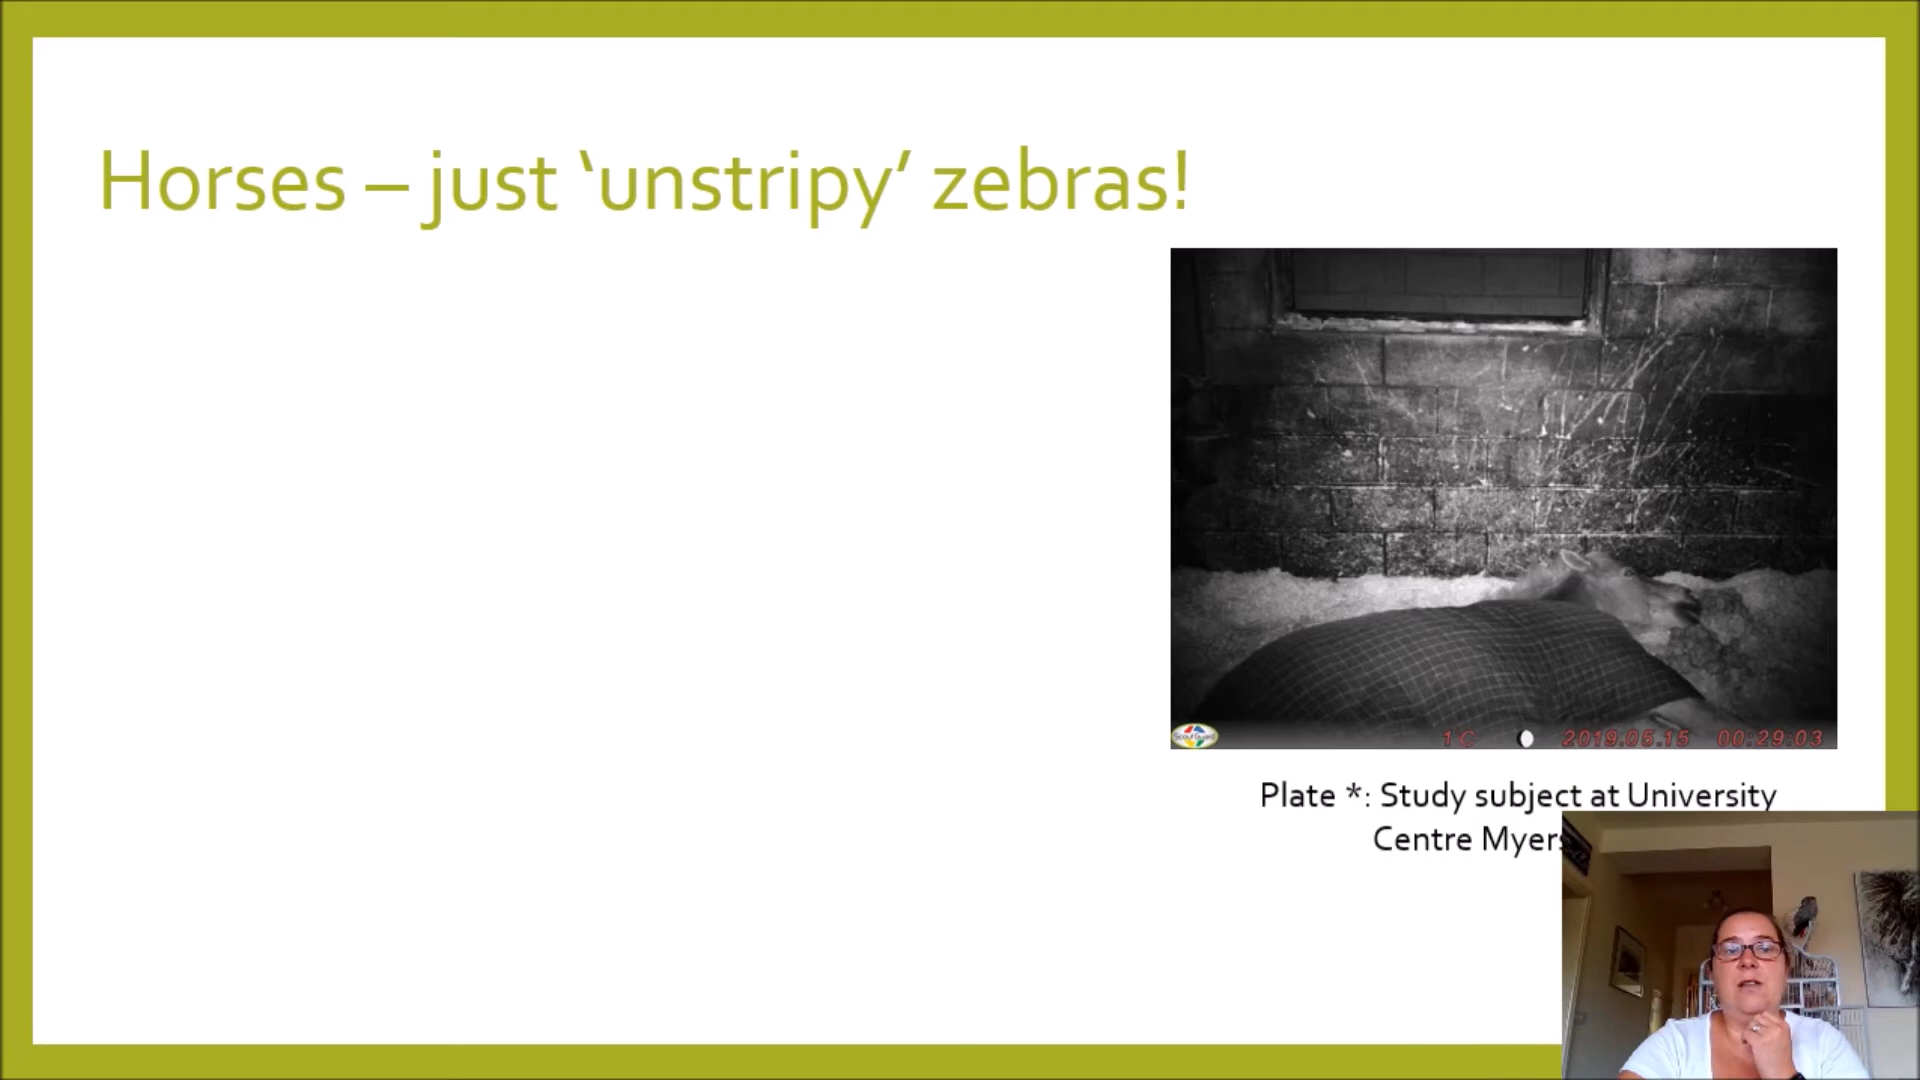 Horses – just ‘unstripy’ zebras!
1C 2019.05.15 00:29:03
Plate *: Study subject at University
Centre Myers